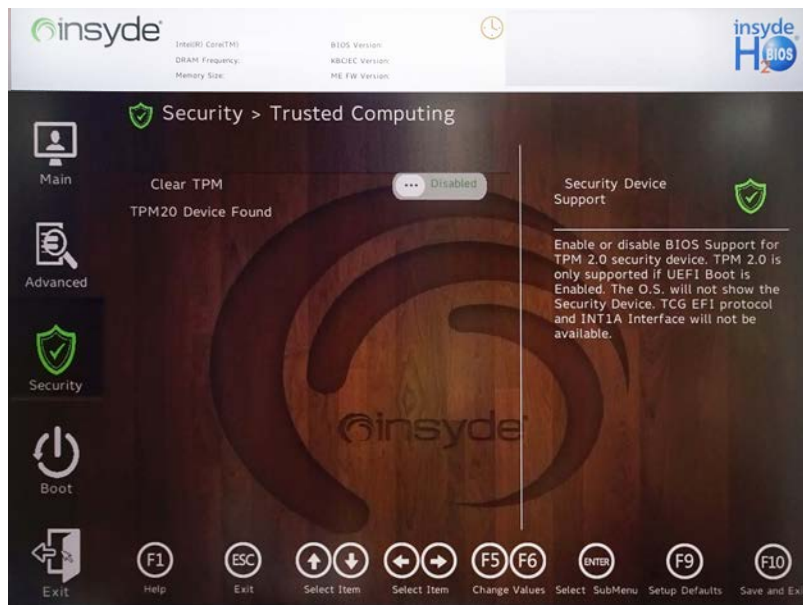 insyde
Intel(R) Core(TM)
DRAM Frequency:
Memory Size:
BIOS Version:
KBC/EC Version:
ME FW Version:
insyde
H2O BIOS
Security > Trusted Computing
Main
Advanced
Security
Boot
Exit
Clear TPM
Disabled
TPM20 Device Found
Security Device
Support
Enable or disable BIOS Support for
TPM 2.0 security device. TPM 2.0 is
only supported if UEFI Boot is
Enabled. The O.S. will not show the
Security Device. TCG EFI protocol
and INT1A Interface will not be
available.
insyde
F1
Help
ESC
Exit
Select Item
Select Item
F5 F6
Change Values
ENTER
Select SubMenu
F9
Setup Defaults
F10
Save and Ex